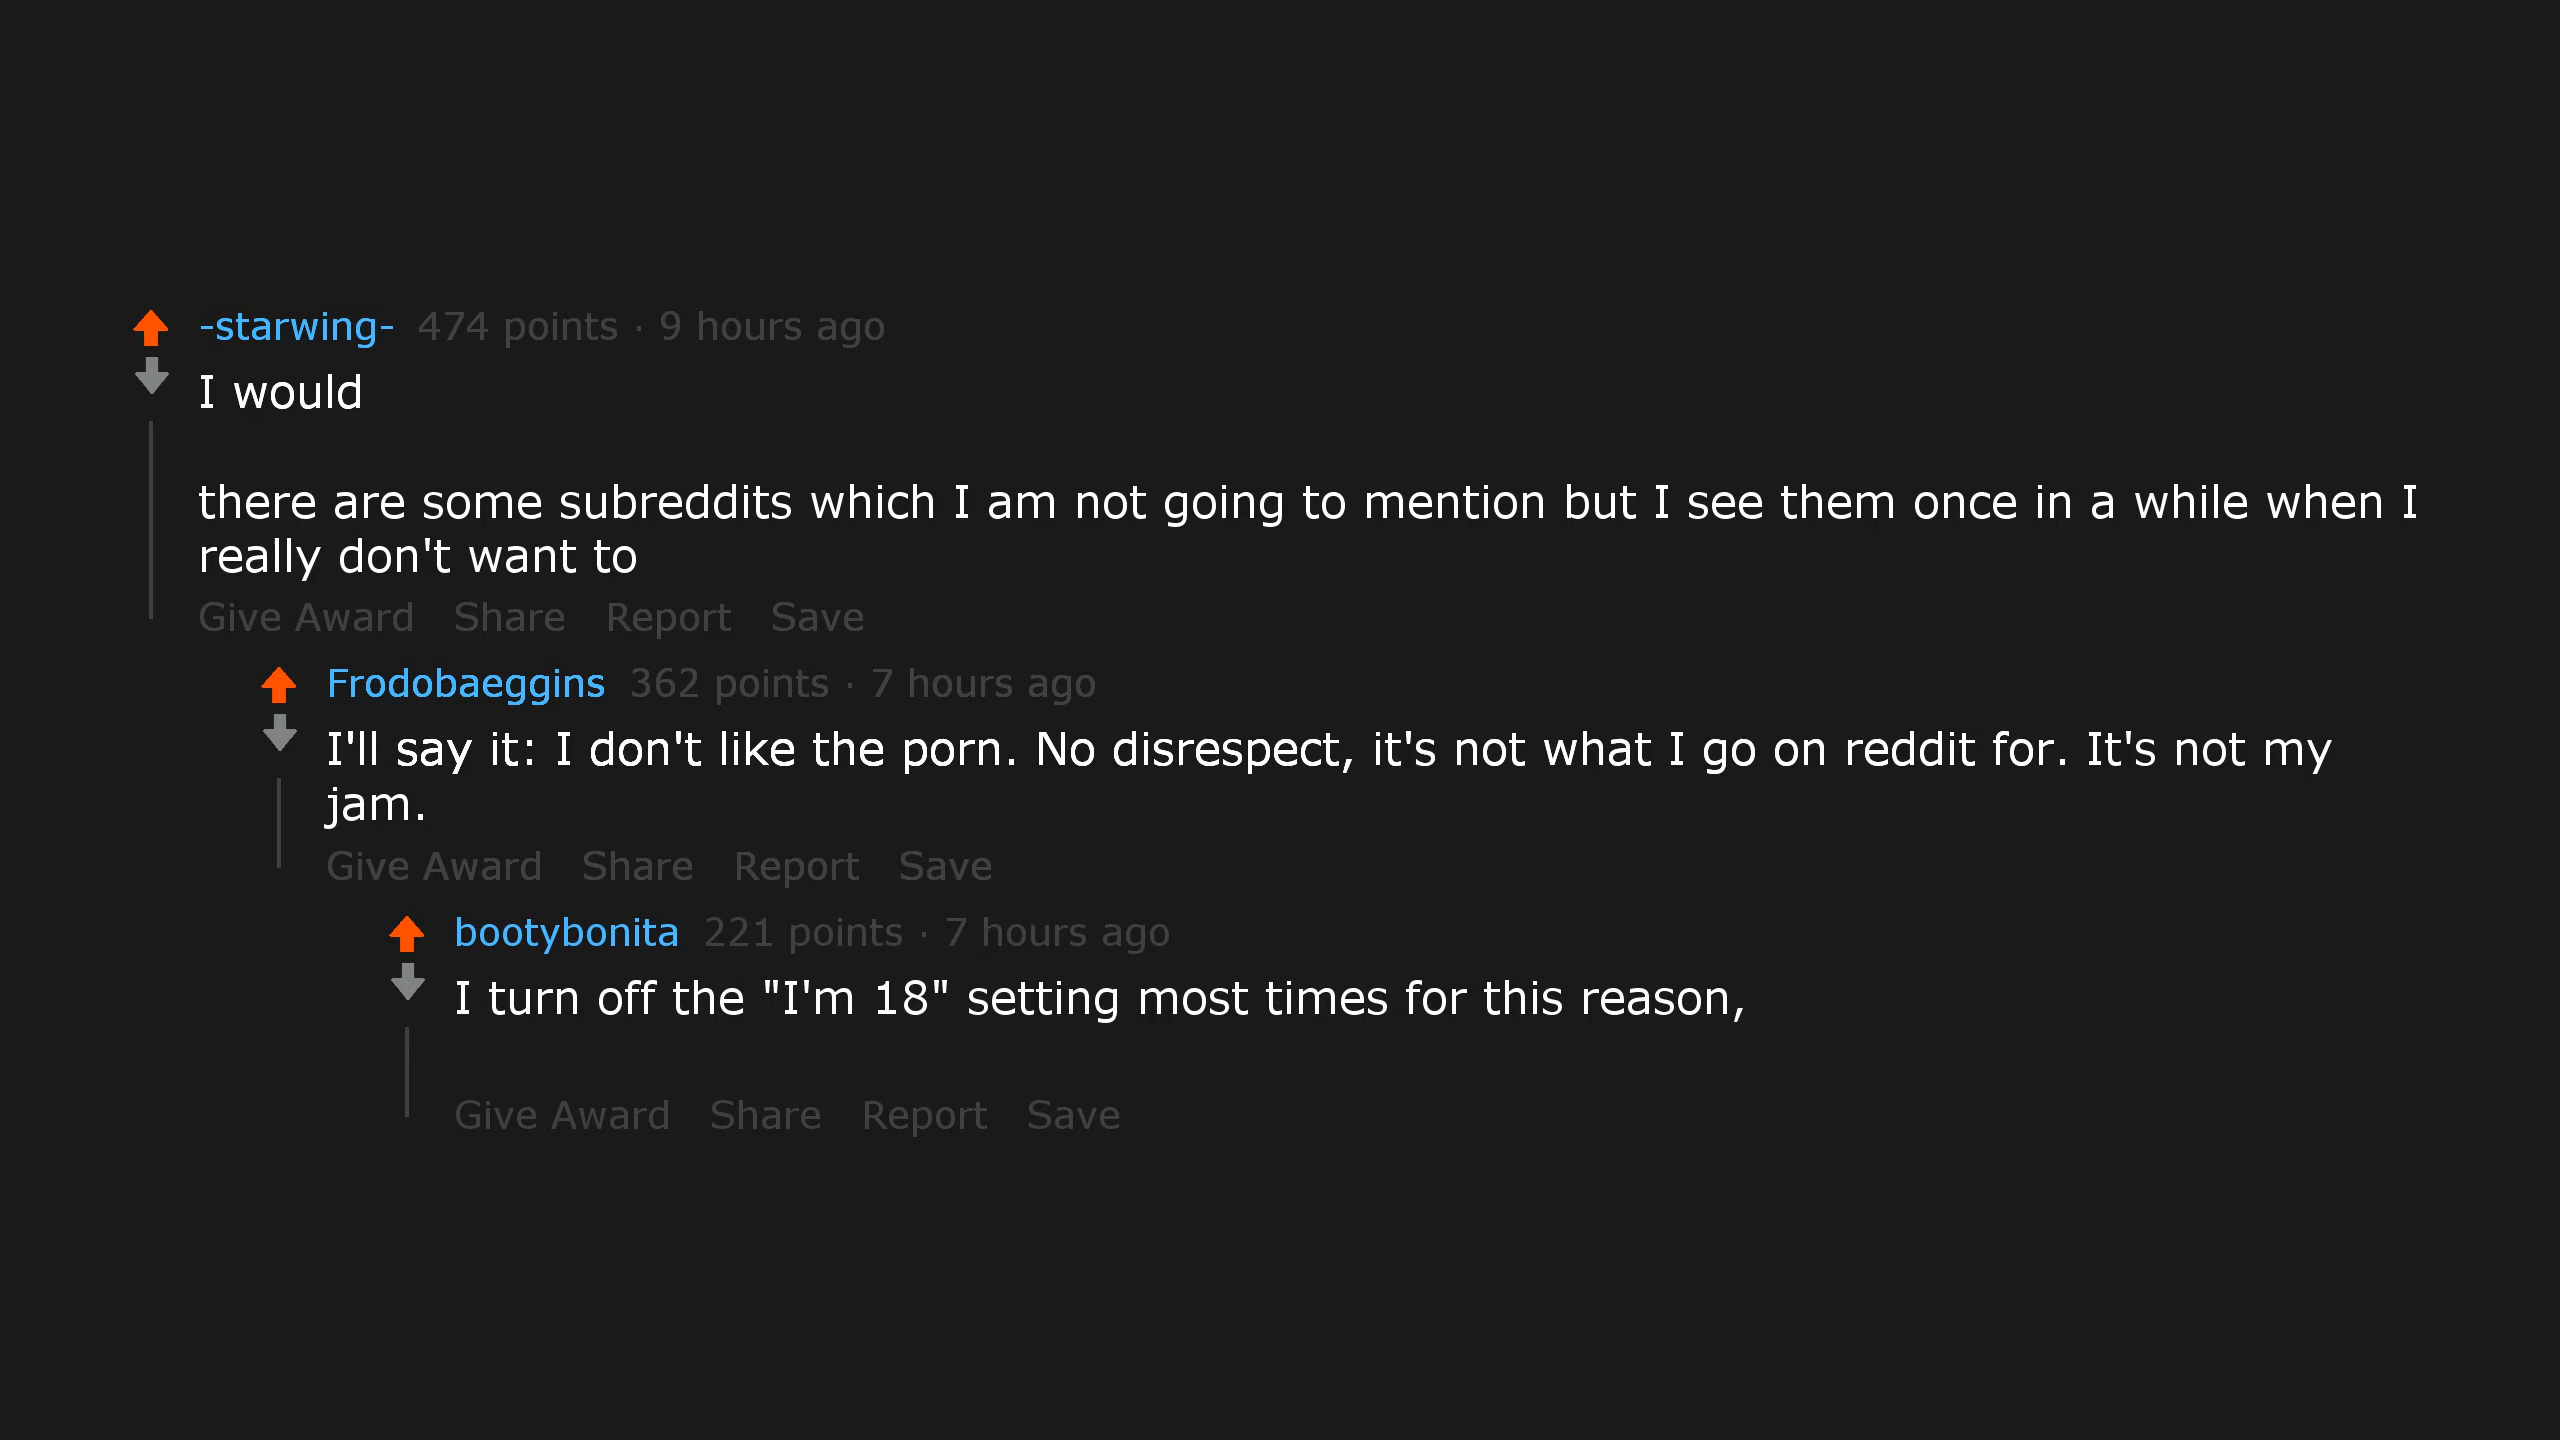 -starwing- 474 points · 9 hours ago
I would
there are some subreddits which I am not going to mention but I see them once in a while when I
really don't want to
Give Award Share Report Save
Frodobaeggins 362 points · 7 hours ago
I'll say it: I don't like the porn. No disrespect, it's not what I go on reddit for. It's not my
jam.
Give Award Share Report Save
bootybonita 221 points · 7 hours ago
I turn off the "I'm 18" setting most times for this reason,
Give Award Share Report Save